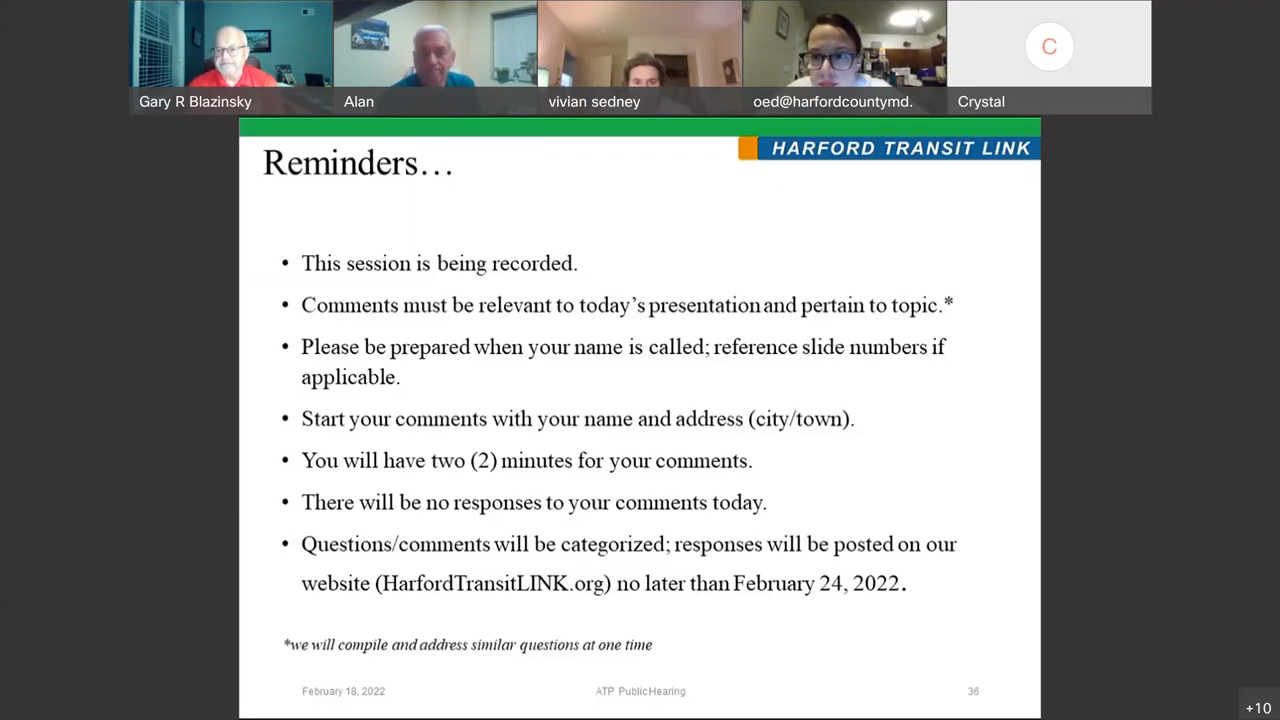 Gary R Blazinsky
Alan
vivian sedney
oed@harfordcountymd.
C
Crystal
HARFORD TRANSIT LINK
Reminders…
• This session is being recorded.
• Comments must be relevant to today’s presentation and pertain to topic.*
• Please be prepared when your name is called; reference slide numbers if
applicable.
• Start your comments with your name and address (city/town).
• You will have two (2) minutes for your comments.
• There will be no responses to your comments today.
• Questions/comments will be categorized; responses will be posted on our
website (HarfordTransitLINK.org) no later than February 24, 2022.
*we will compile and address similar questions at one time
February 18, 2022
ATP Public Hearing
36
+10